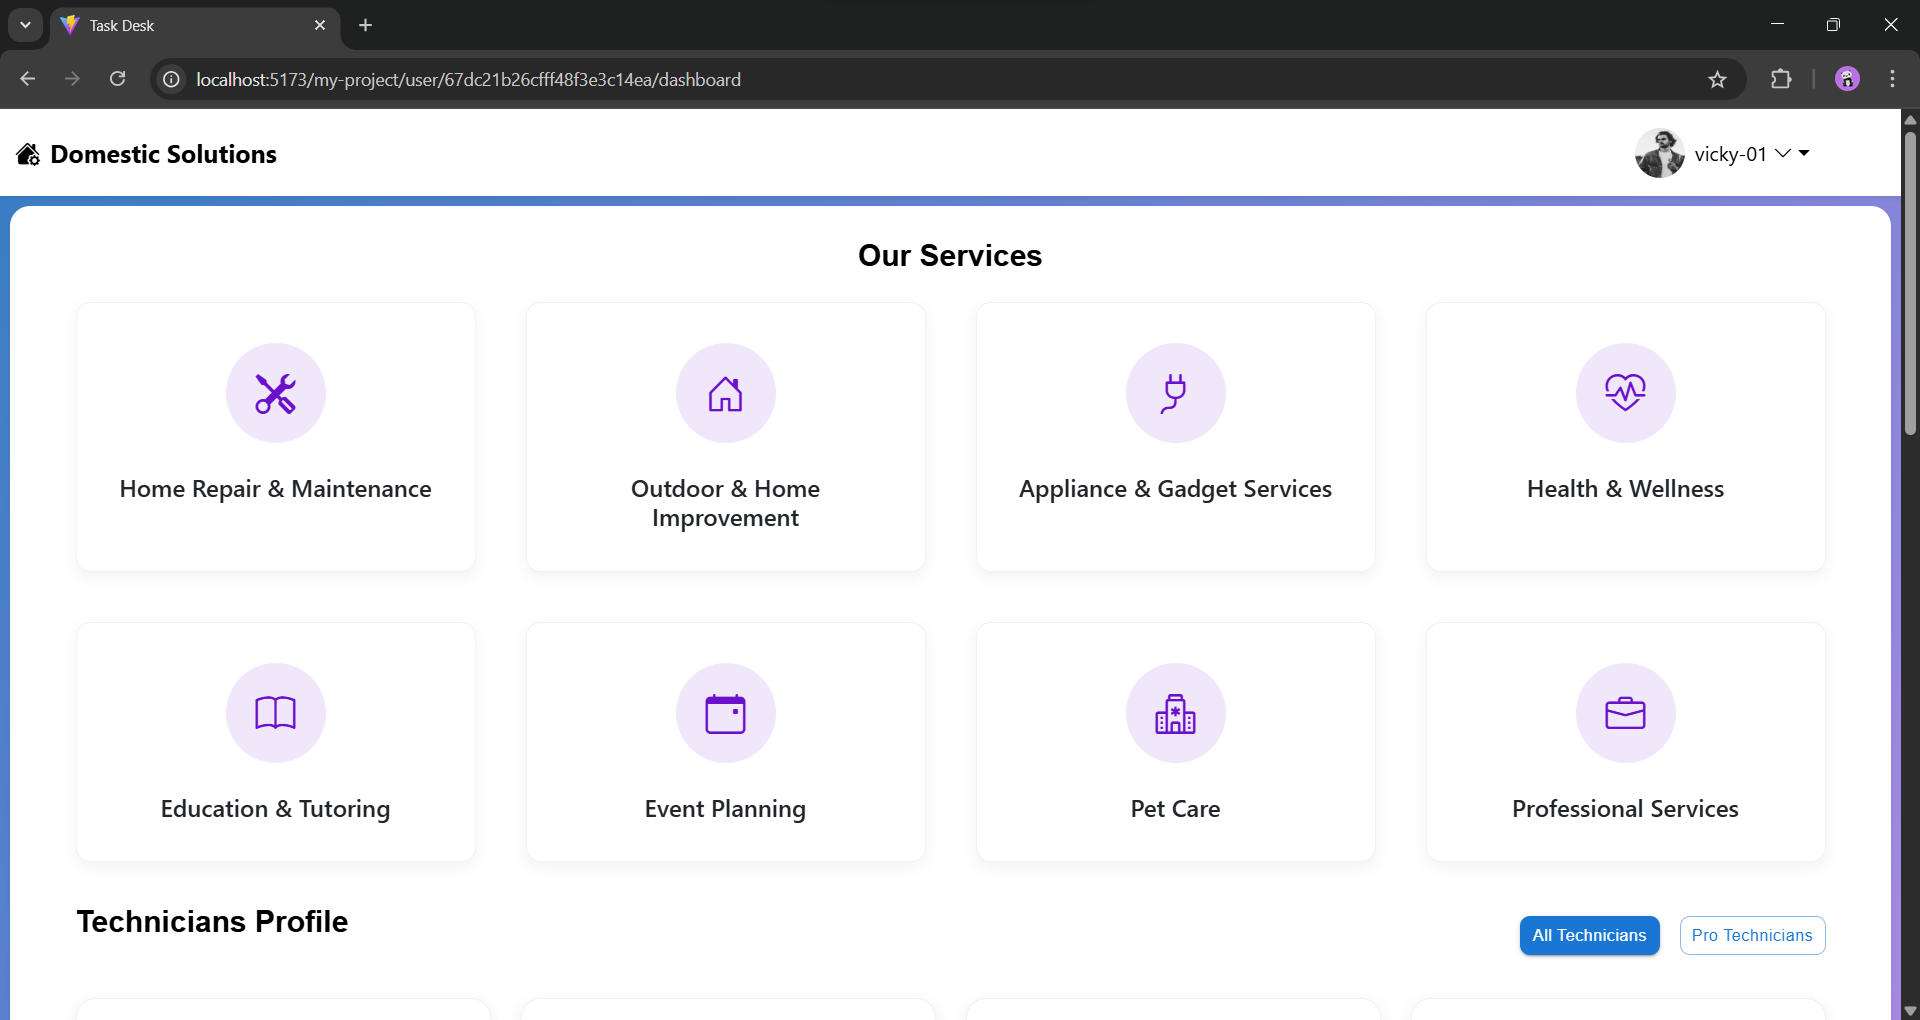 Task Desk
localhost:5173/my-project/user/67dc21b26cfff48f3e3c14ea/dashboard
Domestic Solutions
vicky-01
Our Services
Home Repair & Maintenance
Outdoor & Home
Improvement
Appliance & Gadget Services
Health & Wellness
Education & Tutoring
Event Planning
Pet Care
Professional Services
Technicians Profile
All Technicians
Pro Technicians